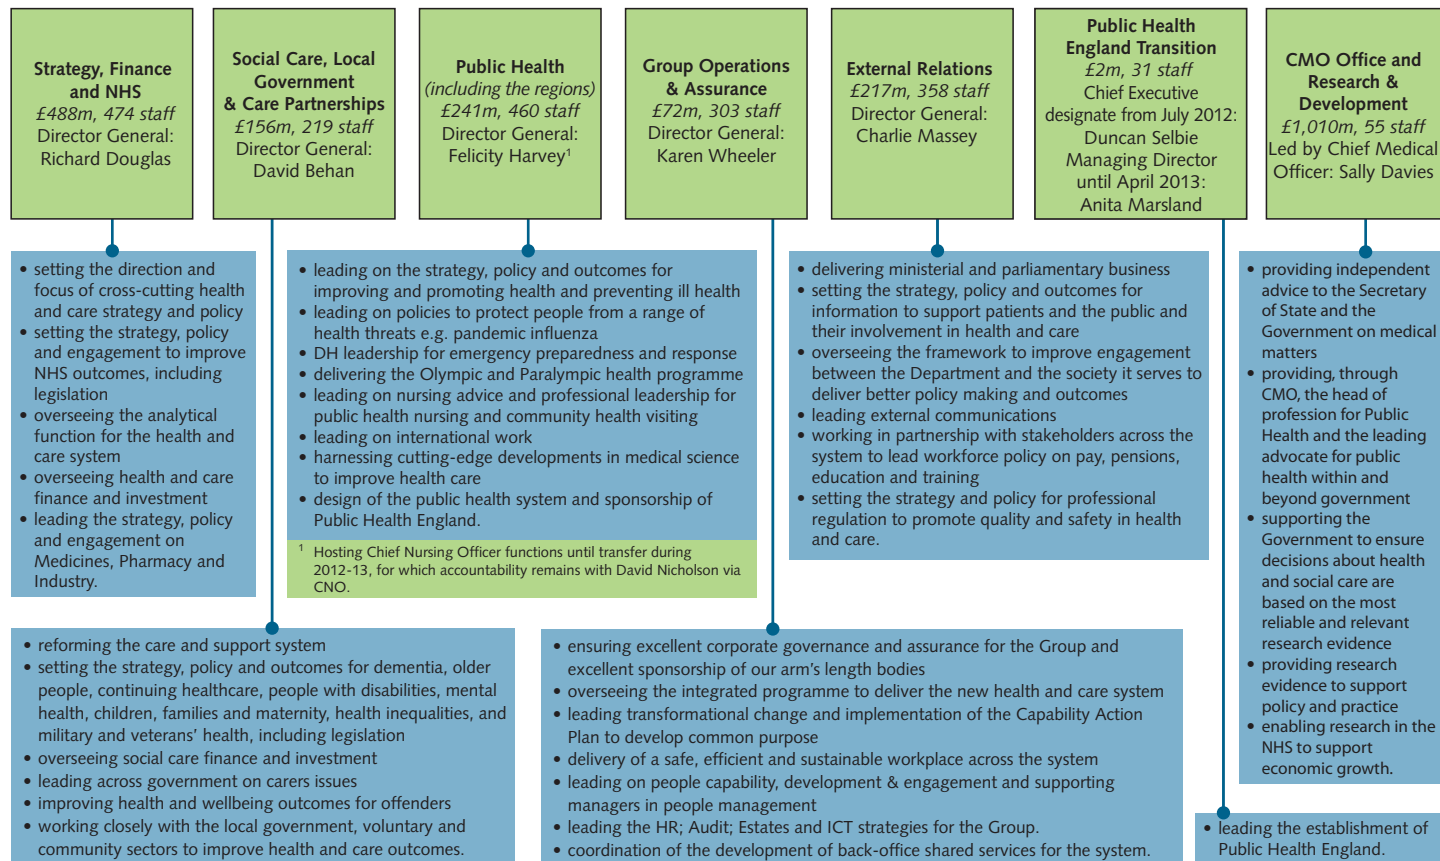 Strategy, Finance
and NHS
£488m, 474 staff
Director General:
Richard Douglas
Social Care, Local
Government
& Care Partnerships
£156m, 219 staff
Director General:
David Behan
Public Health
(including the regions)
£241m, 460 staff
Director General:
Felicity Harvey1
Group Operations
& Assurance
£72m, 303 staff
Director General:
Karen Wheeler
External Relations
£217m, 358 staff
Director General:
Charlie Massey
Public Health
England Transition
£2m, 31 staff
Chief Executive
designate from July 2012:
Duncan Selbie
Managing Director
until April 2013:
Anita Marsland
CMO Office and
Research &
Development
£1,010m, 55 staff
Led by Chief Medical
Officer: Sally Davies
• setting the direction and
focus of cross-cutting health
and care strategy and policy
• setting the strategy, policy
and engagement to improve
NHS outcomes, including
legislation
• overseeing the analytical
function for the health and
care system
• overseeing health and care
finance and investment
• leading the strategy, policy
and engagement on
Medicines, Pharmacy and
Industry.
• leading on the strategy, policy and outcomes for
improving and promoting health and preventing ill health
• leading on policies to protect people from a range of
health threats e.g. pandemic influenza
• DH leadership for emergency preparedness and response
• delivering the Olympic and Paralympic health programme
• leading on nursing advice and professional leadership for
public health nursing and community health visiting
• leading on international work
• harnessing cutting-edge developments in medical science
to improve health care
• design of the public health system and sponsorship of
Public Health England.
1 Hosting Chief Nursing Officer functions until transfer during
2012-13, for which accountability remains with David Nicholson via
CNO.
• delivering ministerial and parliamentary business
• setting the strategy, policy and outcomes for
information to support patients and the public and
their involvement in health and care
• overseeing the framework to improve engagement
between the Department and the society it serves to
deliver better policy making and outcomes
• leading external communications
• working in partnership with stakeholders across the
system to lead workforce policy on pay, pensions,
education and training
• setting the strategy and policy for professional
regulation to promote quality and safety in health
and care.
• providing independent
advice to the Secretary
of State and the
Government on medical
matters
• providing, through
CMO, the head of
profession for Public
Health and the leading
advocate for public
health within and
beyond government
• supporting the
Government to ensure
decisions about health
and social care are
based on the most
reliable and relevant
research evidence
• providing research
evidence to support
policy and practice
• enabling research in the
NHS to support
economic growth.
• reforming the care and support system
• setting the strategy, policy and outcomes for dementia, older
people, continuing healthcare, people with disabilities, mental
health, children, families and maternity, health inequalities, and
military and veterans' health, including legislation
• overseeing social care finance and investment
• leading across government on carers issues
• improving health and wellbeing outcomes for offenders
• working closely with the local government, voluntary and
community sectors to improve health and care outcomes.
• ensuring excellent corporate governance and assurance for the Group and
excellent sponsorship of our arm's length bodies
• overseeing the integrated programme to deliver the new health and care system
• leading transformational change and implementation of the Capability Action
Plan to develop common purpose
• delivery of a safe, efficient and sustainable workplace across the system
• leading on people capability, development & engagement and supporting
managers in people management
• leading the HR; Audit; Estates and ICT strategies for the Group.
• coordination of the development of back-office shared services for the system.
• leading the establishment of
Public Health England.